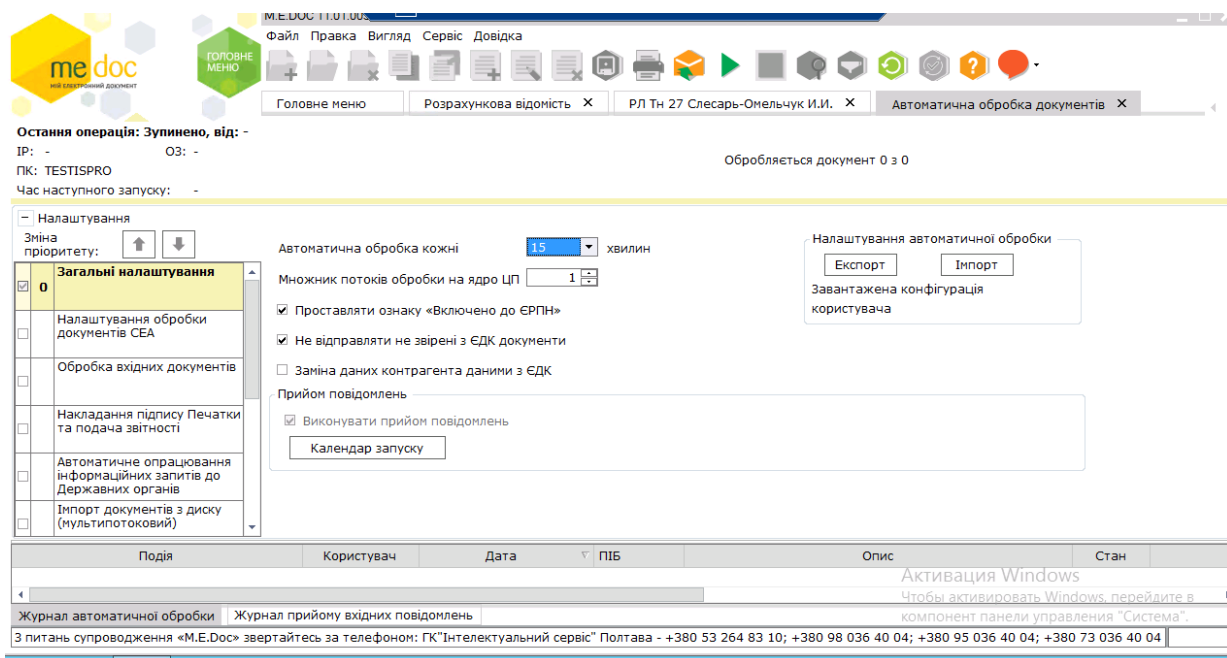 M.E.DOC 11.01.00
Файл Правка Вигляд Сервіс Довідка
me doc
МІЙ ЕЛЕКТРОННИЙ ДОКУМЕНТ
ГОЛОВНЕ
МЕНЮ
Головне меню
Розрахункова відомість X
РЛ Тн 27 Слесарь-Омельчук И.И. X
Автоматична обробка документів X
Остання операція: Зупинено, від: -
IP: - ОЗ: -
ПК: TESTISPRO
Час наступного запуску: -
Обробляється документ 0 з 0
Налаштування
Зміна
пріоритету:
0 Загальні налаштування
Налаштування обробки
документів СЕА
Обробка вхідних документів
Накладання підпису Печатки
та подача звітності
Автоматичне опрацювання
інформаційних запитів до
Державних органів
Імпорт документів з диску
(мультипотоковий)
Автоматична обробка кожні 15 хвилин
Множник потоків обробки на ядро ЦП 1
Проставляти ознаку «Включено до ЄРПН»
Не відправляти не звірені з ЄДК документи
Заміна даних контрагента даними з ЄДК
Прийом повідомлень
Виконувати прийом повідомлень
Календар запуску
Налаштування автоматичної обробки
Експорт Імпорт
Завантажена конфігурація
користувача
Подія Користувач Дата ПІБ Опис Стан
Активация Windows
Чтобы активировать Windows, перейдите в
компонент панели управления "Система".
Журнал автоматичної обробки Журнал прийому вхідних повідомлень
З питань супроводження «M.E.Doc» звертайтесь за телефоном: ГК"Інтелектуальний сервіс" Полтава - +380 53 264 83 10; +380 98 036 40 04; +380 95 036 40 04; +380 73 036 40 04